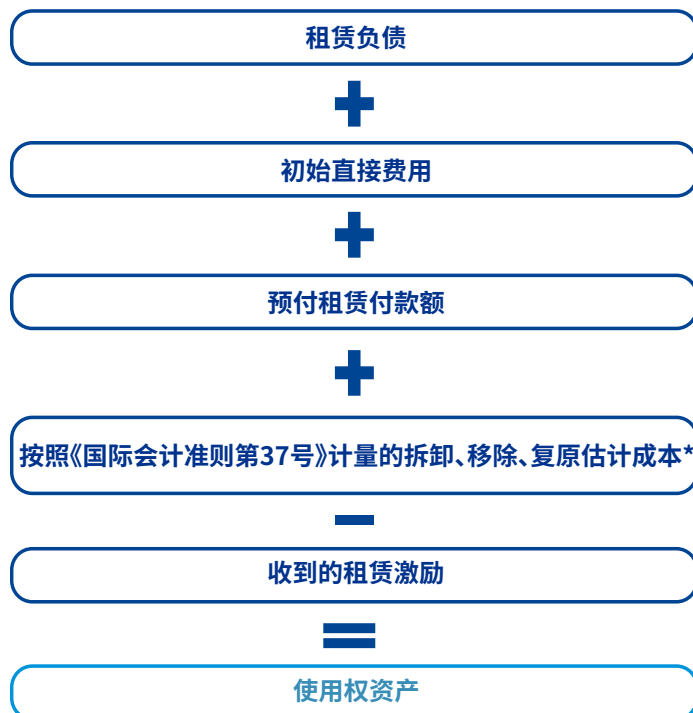 租赁负债
+
初始直接费用
+
预付租赁付款额
+
按照《国际会计准则第37号》计量的拆卸、移除、复原估计成本*
−
收到的租赁激励
=
使用权资产